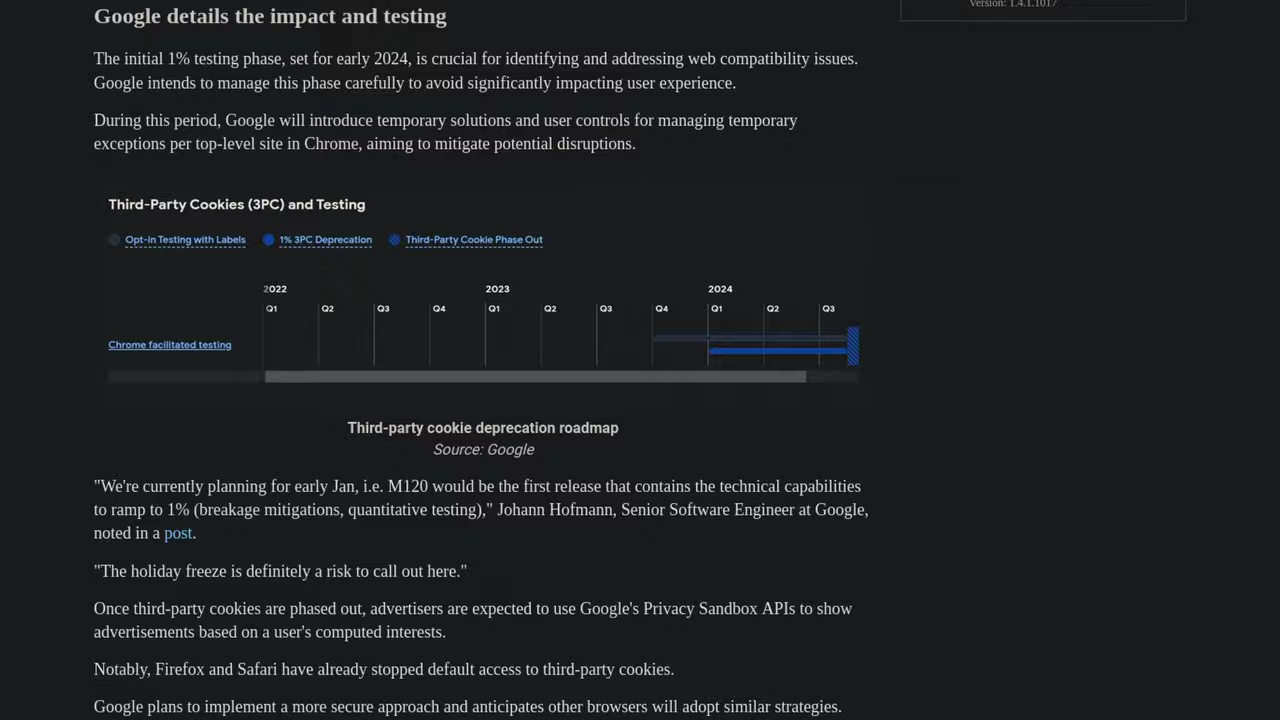 Version: 1.4.1.1017
Google details the impact and testing
The initial 1% testing phase, set for early 2024, is crucial for identifying and addressing web compatibility issues.
Google intends to manage this phase carefully to avoid significantly impacting user experience.
During this period, Google will introduce temporary solutions and user controls for managing temporary
exceptions per top-level site in Chrome, aiming to mitigate potential disruptions.
Third-Party Cookies (3PC) and Testing
Opt-in Testing with Labels 1% 3PC Deprecation Third-Party Cookie Phase Out
2022 2023 2024
Q1 Q2 Q3 Q4 Q1 Q2 Q3 Q4 Q1 Q2 Q3
Chrome facilitated testing
Third-party cookie deprecation roadmap
Source: Google
"We're currently planning for early Jan, i.e. M120 would be the first release that contains the technical capabilities
to ramp to 1% (breakage mitigations, quantitative testing)," Johann Hofmann, Senior Software Engineer at Google,
noted in a post.
"The holiday freeze is definitely a risk to call out here."
Once third-party cookies are phased out, advertisers are expected to use Google's Privacy Sandbox APIs to show
advertisements based on a user's computed interests.
Notably, Firefox and Safari have already stopped default access to third-party cookies.
Google plans to implement a more secure approach and anticipates other browsers will adopt similar strategies.